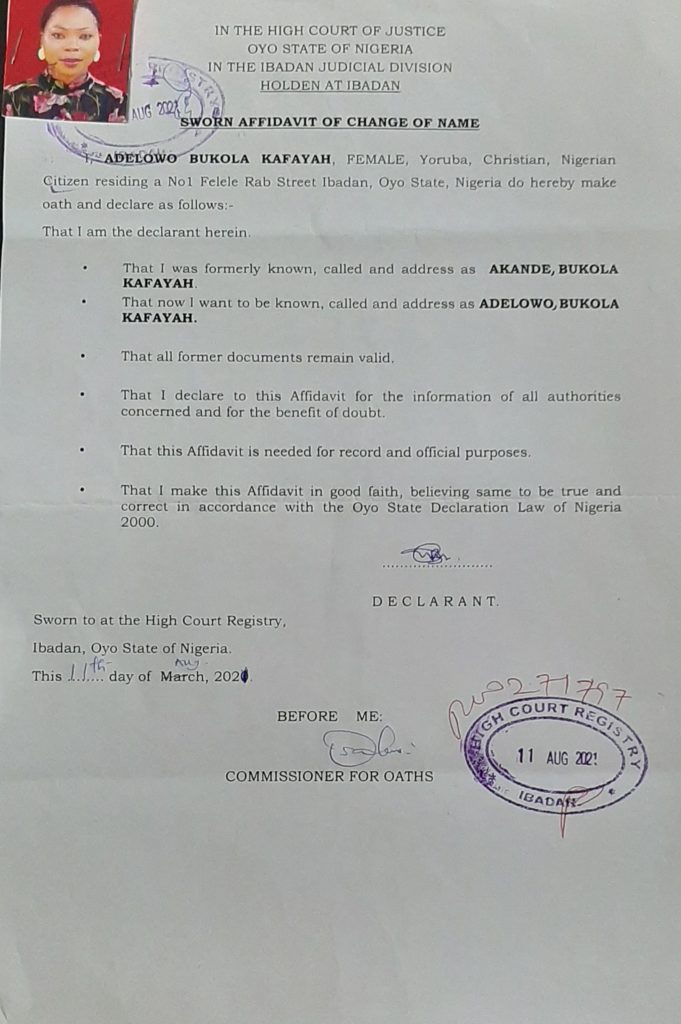 IN THE HIGH COURT OF JUSTICE
OYO STATE OF NIGERIA
IN THE IBADAN JUDICIAL DIVISION
HOLDEN AT IBADAN
AUG 2021
SWORN AFFIDAVIT OF CHANGE OF NAME
I, ADELOWO BUKOLA KAFAYAH, FEMALE, Yoruba, Christian, Nigerian
Citizen residing a No1 Felele Rab Street Ibadan, Oyo State, Nigeria do hereby make
oath and declare as follows:-
That I am the declarant herein.
• That I was formerly known, called and address as AKANDE, BUKOLA
KAFAYAH.
• That now I want to be known, called and address as ADELOWO, BUKOLA
KAFAYAH.
• That all former documents remain valid.
• That I declare to this Affidavit for the information of all authorities
concerned and for the benefit of doubt.
• That this Affidavit is needed for record and official purposes.
• That I make this Affidavit in good faith, believing same to be true and
correct in accordance with the Oyo State Declaration Law of Nigeria
2000.
DECLARANT.
Sworn to at the High Court Registry,
Ibadan, Oyo State of Nigeria.
Aug.
This 11th day of March, 2021.
BEFORE ME:
COMMISSIONER FOR OATHS
271797
HIGH COURT REGISTRY
11 AUG 2021
IBADAN